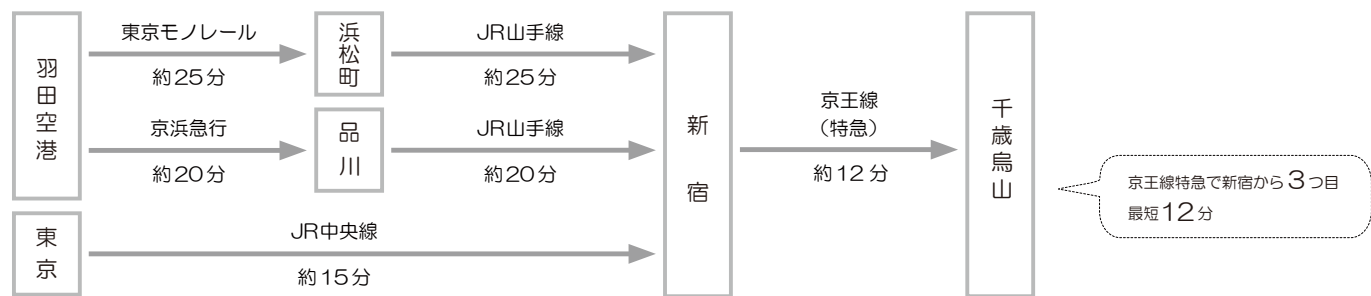 羽田空港
東京モノレール
約25分
浜松町
JR山手線
約25分
京浜急行
約20分
品川
JR山手線
約20分
東京
JR中央線
約15分
新宿
京王線
（特急）
約12分
千歳烏山
京王線特急で新宿から3つ目
最短12分